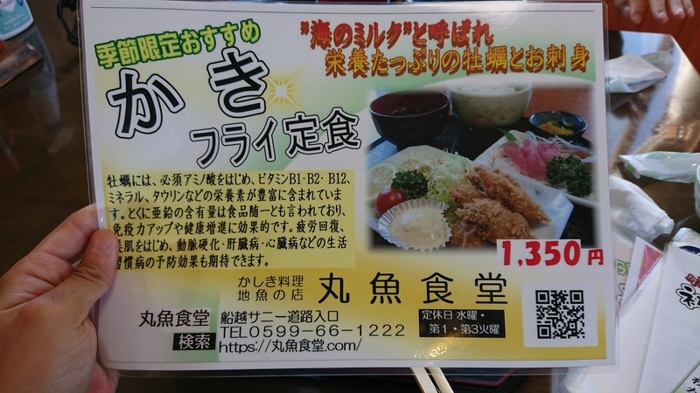 季節限定おすすめ
"海のミルク"と呼ばれ
栄養たっぷりの牡蠣とお刺身
かき
フライ定食
牡蠣には、必須アミノ酸をはじめ、ビタミンB1・B2・B12、
ミネラル、タウリンなどの栄養素が豊富に含まれていま
す。とくに亜鉛の含有量は食品随一とも言われており、
免疫力アップや健康増進に効果的です。疲労回復、
肌をはじめ、動脈硬化・肝臓病・心臓病などの生活
習慣病の予防効果も期待できます。
1,350円
かしき料理
地魚の店
丸魚食堂
丸魚食堂
検索
船越サニー道路入口
TEL0599-66-1222
https://丸魚食堂.com/
定休日 水曜・
第1・第3火曜